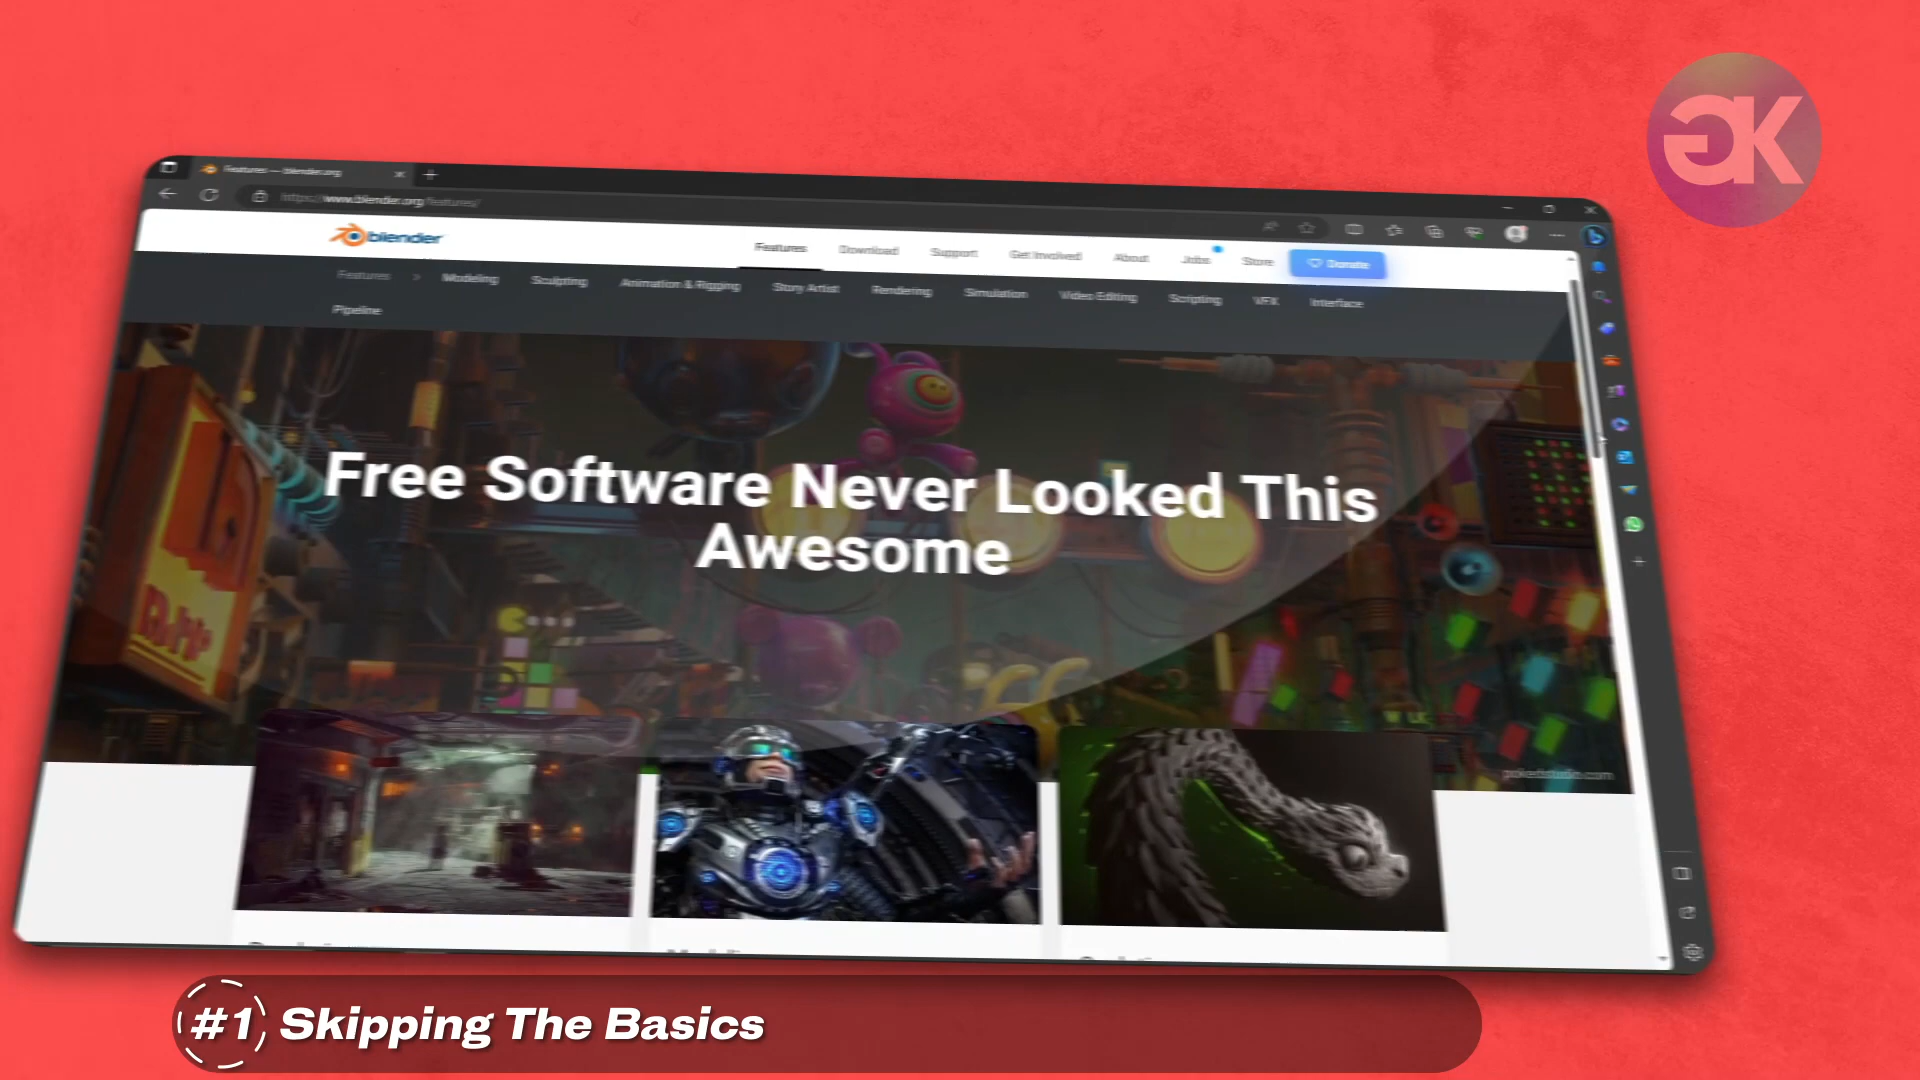 GK
Features — blender.org
https://www.blender.org/features/
blender
Features Download Support Get Involved About Jobs Store Donate
Features > Modeling Sculpting Animation & Rigging Story Artist Rendering Simulation Video Editing Scripting VFX Interface
Pipeline
Free Software Never Looked This
Awesome
#1 Skipping The Basics